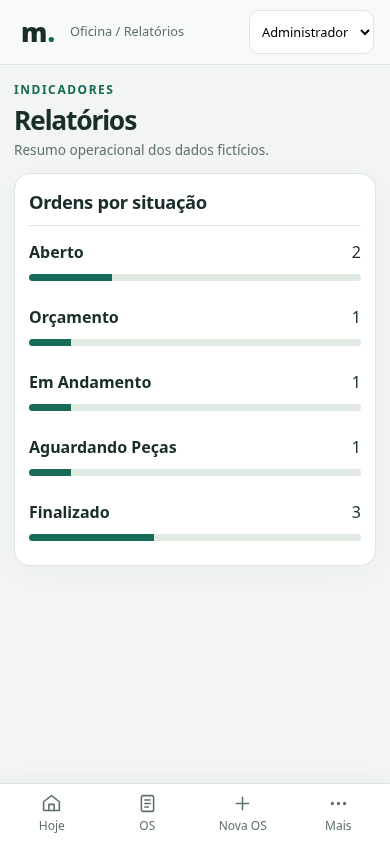 m. Oficina / Relatórios Administrador
INDICADORES
Relatórios
Resumo operacional dos dados fictícios.
Ordens por situação
Aberto 2
Orçamento 1
Em Andamento 1
Aguardando Peças 1
Finalizado 3
Hoje OS Nova OS Mais